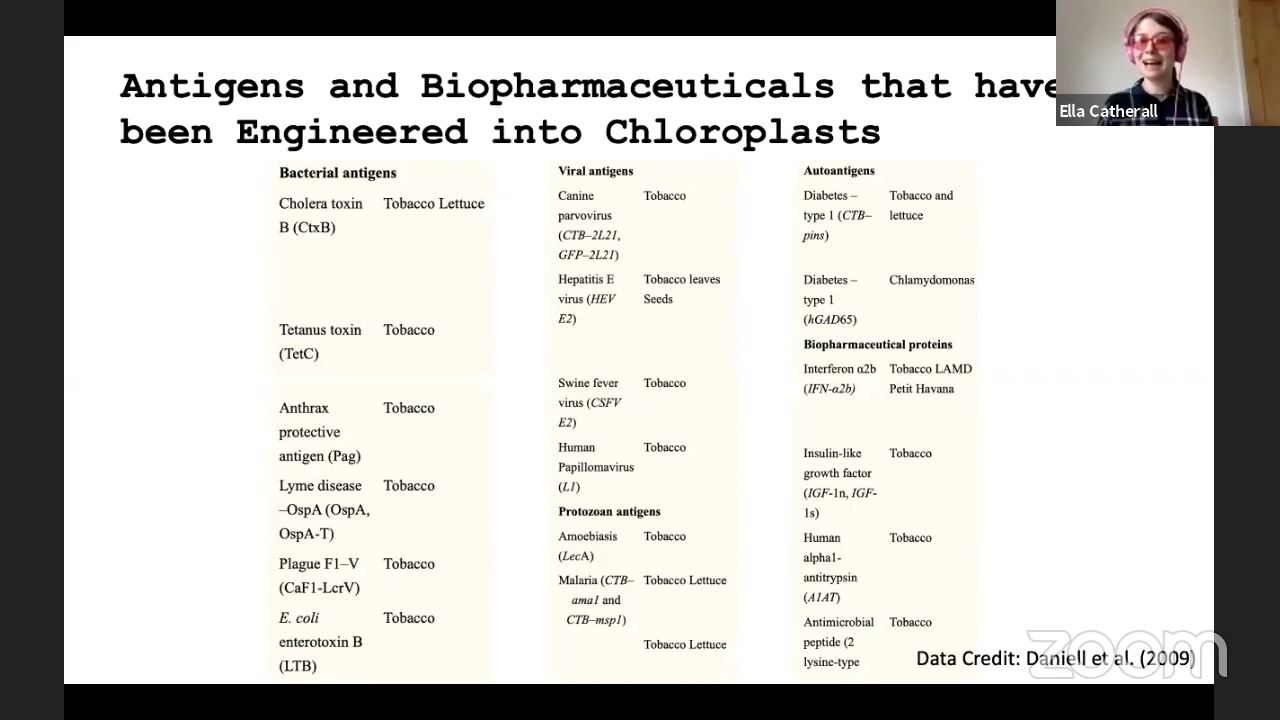 Antigens and Biopharmaceuticals that have
been Engineered into Chloroplasts
Ella Catherall
Bacterial antigens
Cholera toxin Tobacco Lettuce
B (CtxB)
Tetanus toxin Tobacco
(TetC)
Anthrax Tobacco
protective
antigen (Pag)
Lyme disease Tobacco
–OspA (OspA,
OspA-T)
Plague F1–V Tobacco
(CaF1-LcrV)
E. coli Tobacco
enterotoxin B
(LTB)
Viral antigens
Canine Tobacco
parvovirus
(CTB–2L21,
GFP–2L21)
Hepatitis E Tobacco leaves
virus (HEV Seeds
E2)
Swine fever Tobacco
virus (CSFV
E2)
Human Tobacco
Papillomavirus
(L1)
Protozoan antigens
Amoebiasis Tobacco
(LecA)
Malaria (CTB– Tobacco Lettuce
ama1 and
CTB–msp1)
Tobacco Lettuce
Autoantigens
Diabetes – Tobacco and
type 1 (CTB– lettuce
pins)
Diabetes – Chlamydomonas
type 1
(hGAD65)
Biopharmaceutical proteins
Interferon α2b Tobacco LAMD
(IFN-α2b) Petit Havana
Insulin-like Tobacco
growth factor
(IGF-1n, IGF-
1s)
Human Tobacco
alpha1-
antitrypsin
(A1AT)
Antimicrobial Tobacco
peptide (2
lysine-type
Data Credit: Daniell et al. (2009)
zoom